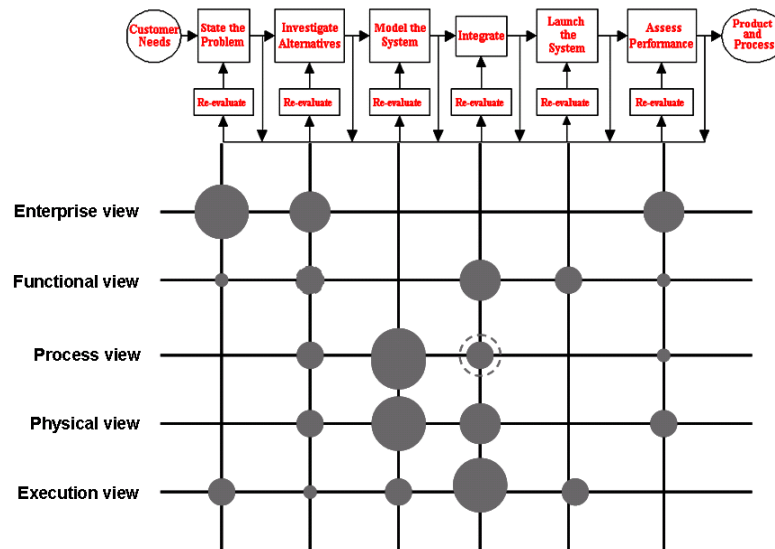 Customer
Needs
State the
Problem
Investigate
Alternatives
Model the
System
Integrate
Launch
the
System
Assess
Performance
Product
and
Process
Re-evaluate
Re-evaluate
Re-evaluate
Re-evaluate
Re-evaluate
Re-evaluate
Enterprise view
Functional view
Process view
Physical view
Execution view